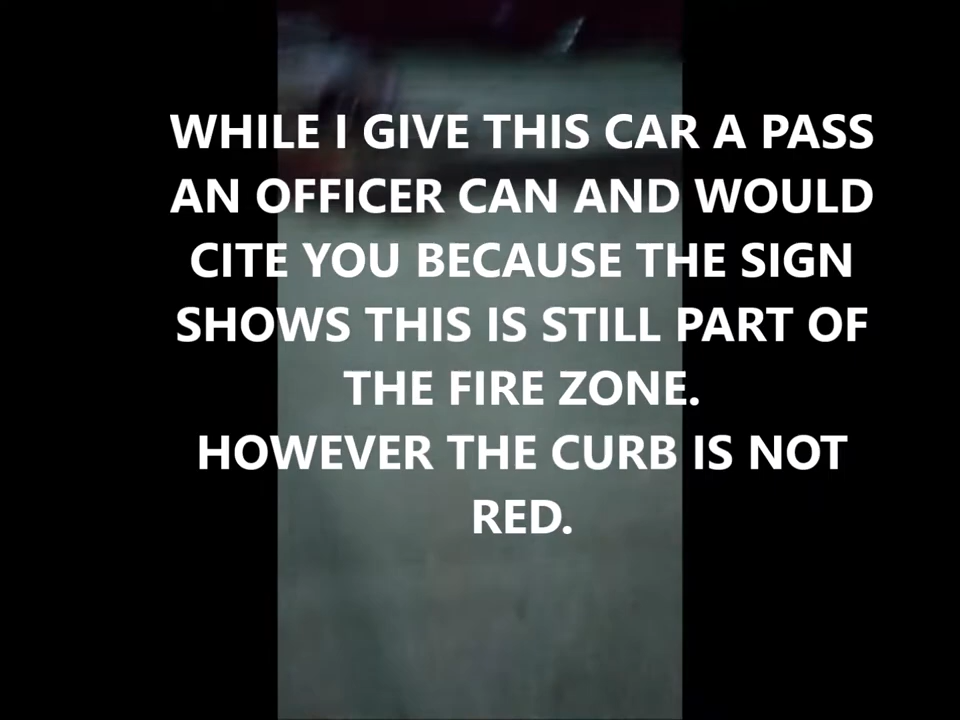 WHILE I GIVE THIS CAR A PASS
AN OFFICER CAN AND WOULD
CITE YOU BECAUSE THE SIGN
SHOWS THIS IS STILL PART OF
THE FIRE ZONE.
HOWEVER THE CURB IS NOT
RED.